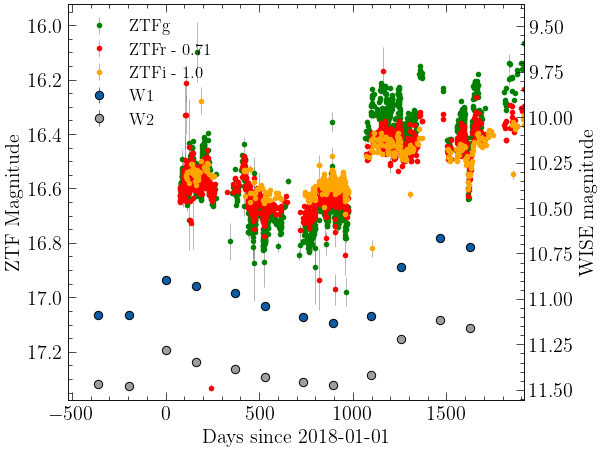 ZTFg
ZTFr - 0.71
ZTFi - 1.0
W1
W2
ZTF Magnitude
16.0
16.2
16.4
16.6
16.8
17.0
17.2
WISE magnitude
9.50
9.75
10.00
10.25
10.50
10.75
11.00
11.25
11.50
−500
0
500
1000
1500
Days since 2018-01-01